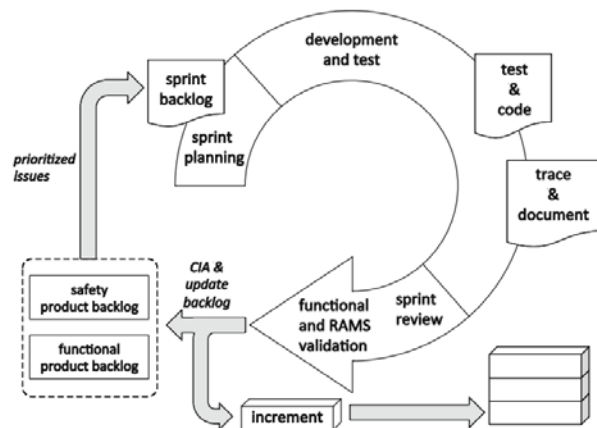 development
and test
sprint
backlog
test
&
code
sprint
planning
prioritized
issues
trace
&
document
CIA &
update
backlog
safety
product backlog
functional
and RAMS
validation
sprint
review
functional
product backlog
increment